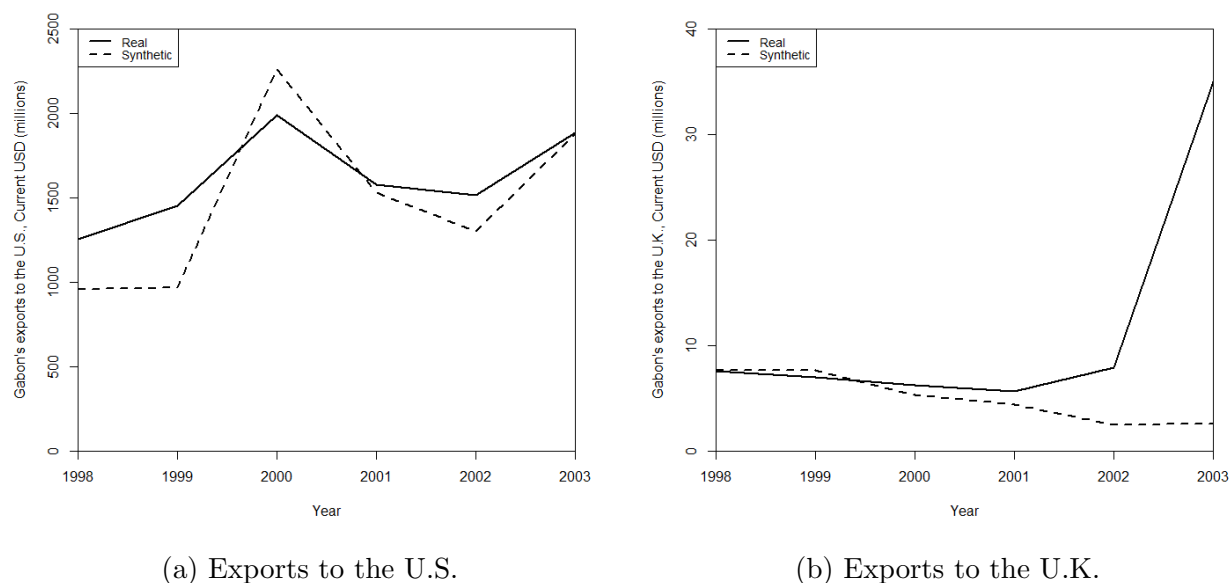 Gabon's exports to the U.S., Current USD (millions)
2500
2000
1500
1000
500
0
Real
Synthetic
1998 1999 2000 2001 2002 2003
Year
(a) Exports to the U.S.
Gabon's exports to the U.K., Current USD (millions)
40
30
20
10
0
Real
Synthetic
1998 1999 2000 2001 2002 2003
Year
(b) Exports to the U.K.